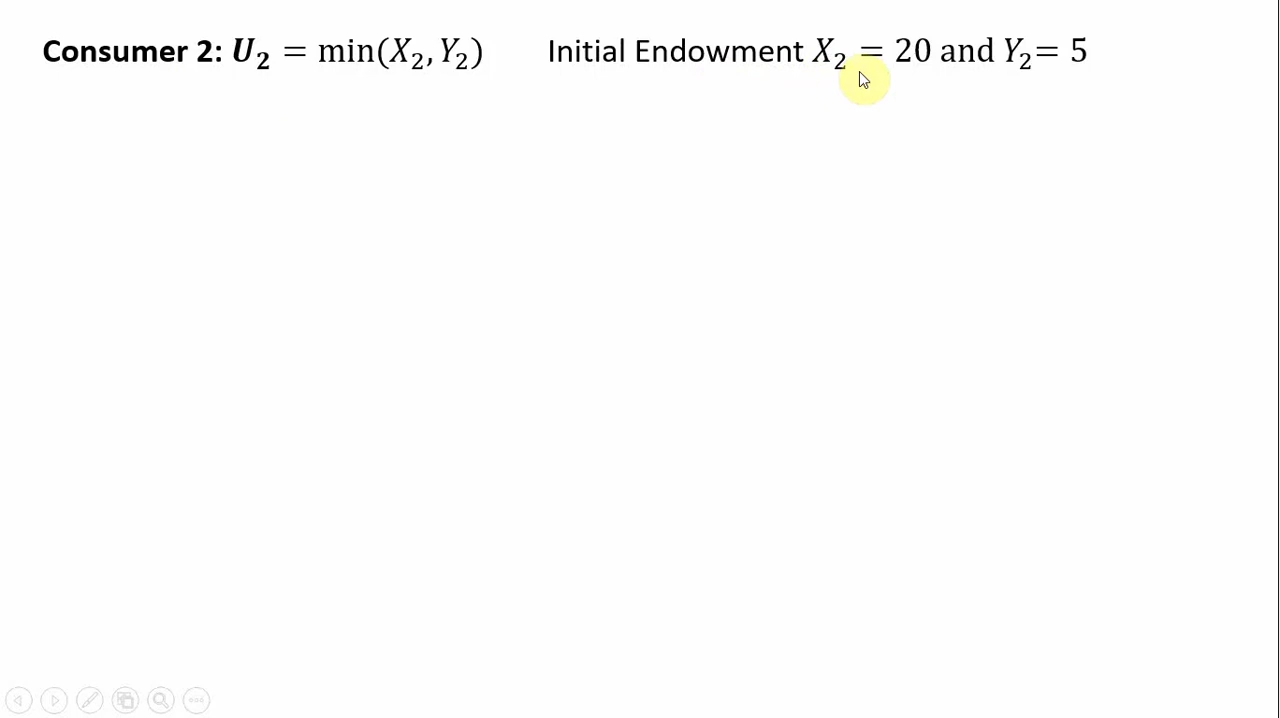 Consumer 2: U₂ = min(X₂, Y₂) Initial Endowment X₂ = 20 and Y₂= 5